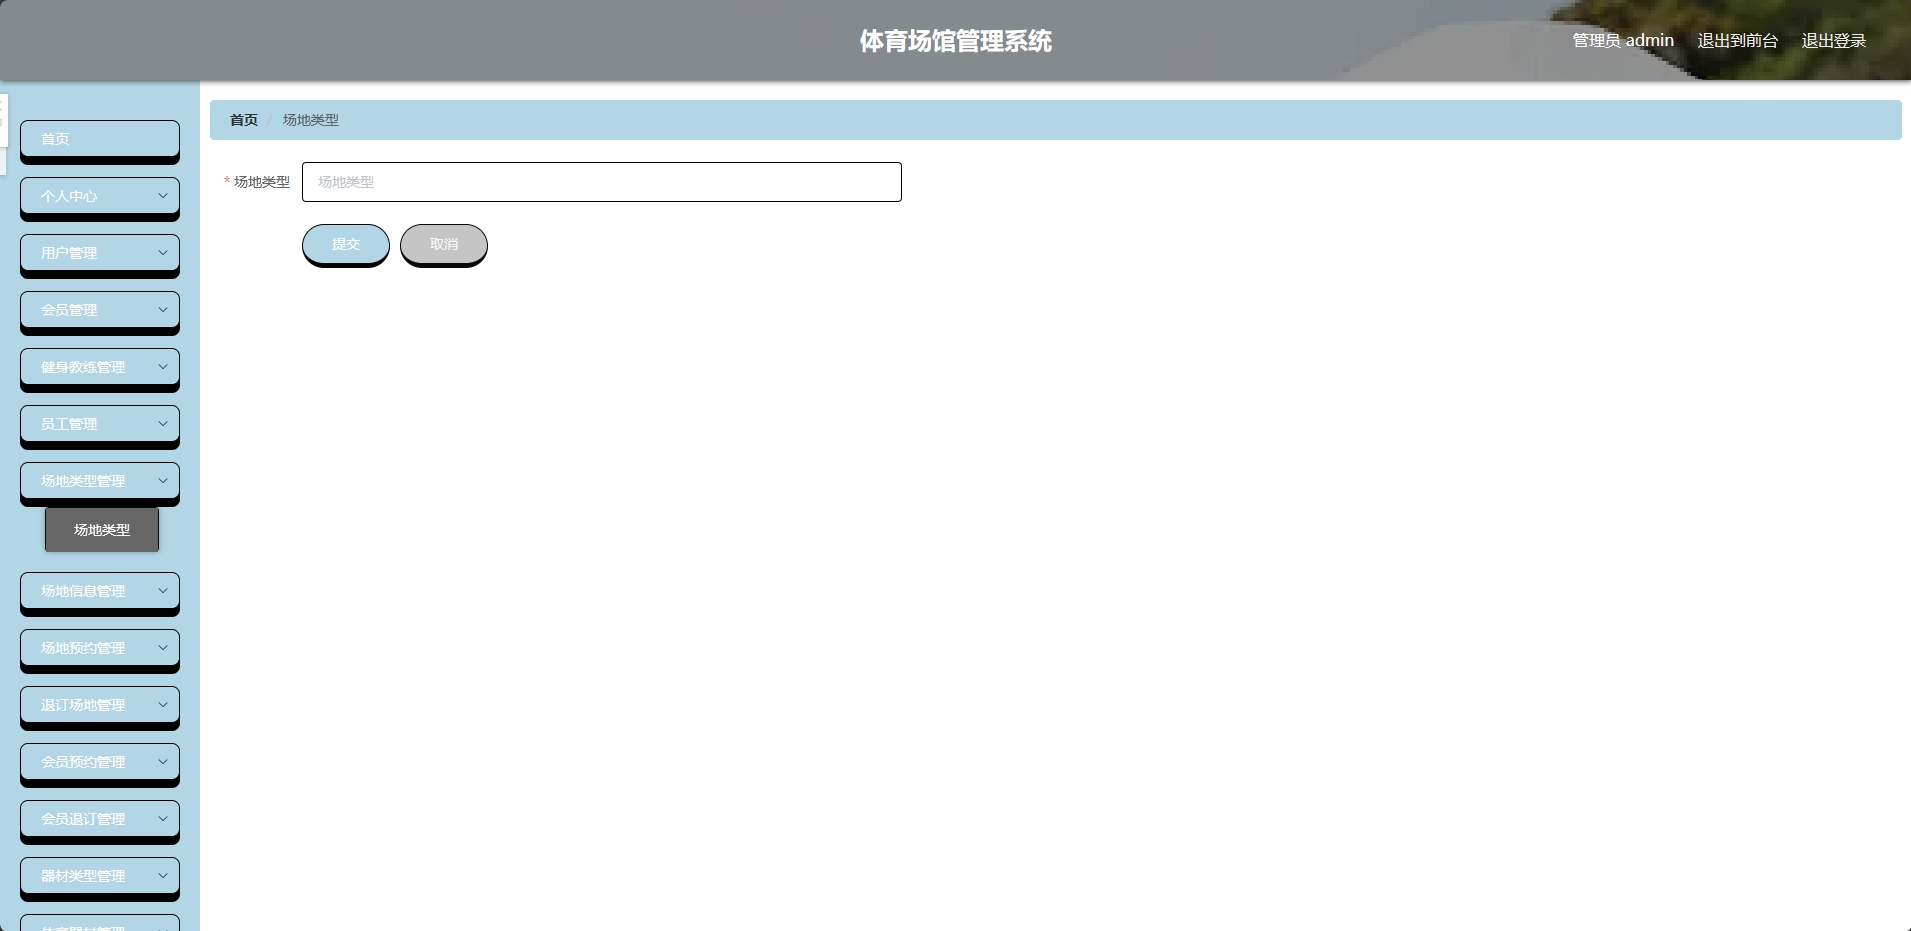 体育场馆管理系统
管理员 admin 退出到前台 退出登录
首页 / 场地类型
首页
个人中心
用户管理
会员管理
健身教练管理
员工管理
场地类型管理
场地类型
场地信息管理
场地预约管理
退订场地管理
会员预约管理
会员退订管理
器材类型管理
* 场地类型
场地类型
提交 取消